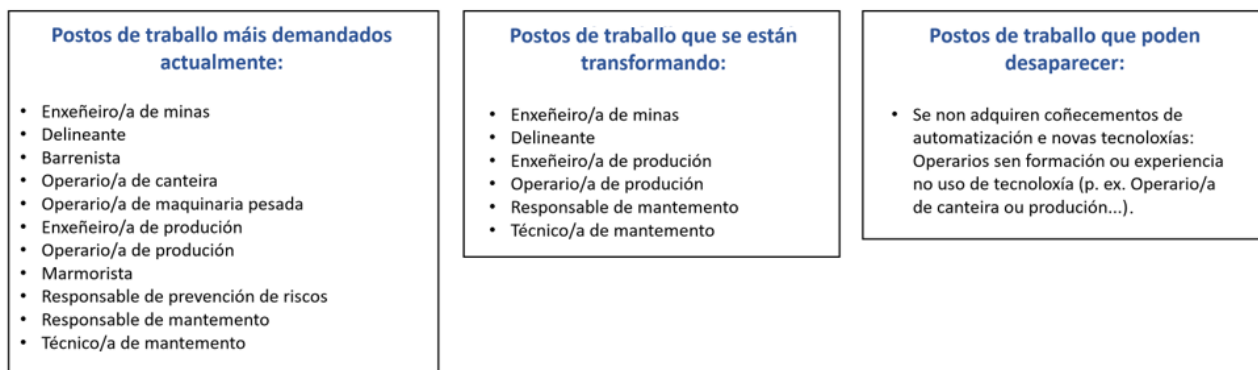 Postos de traballo máis demandados
actualmente:
• Enxeñeiro/a de minas
• Delineante
• Barrenista
• Operario/a de canteira
• Operario/a de maquinaria pesada
• Enxeñeiro/a de produción
• Operario/a de produción
• Marmorista
• Responsable de prevención de riscos
• Responsable de mantemento
• Técnico/a de mantemento
Postos de traballo que se están
transformando:
• Enxeñeiro/a de minas
• Delineante
• Enxeñeiro/a de produción
• Operario/a de produción
• Responsable de mantemento
• Técnico/a de mantemento
Postos de traballo que poden
desaparecer:
• Se non adquiren coñecementos de
automatización e novas tecnoloxías:
Operarios sen formación ou experiencia
no uso de tecnoloxía (p. ex. Operario/a
de canteira ou produción...).